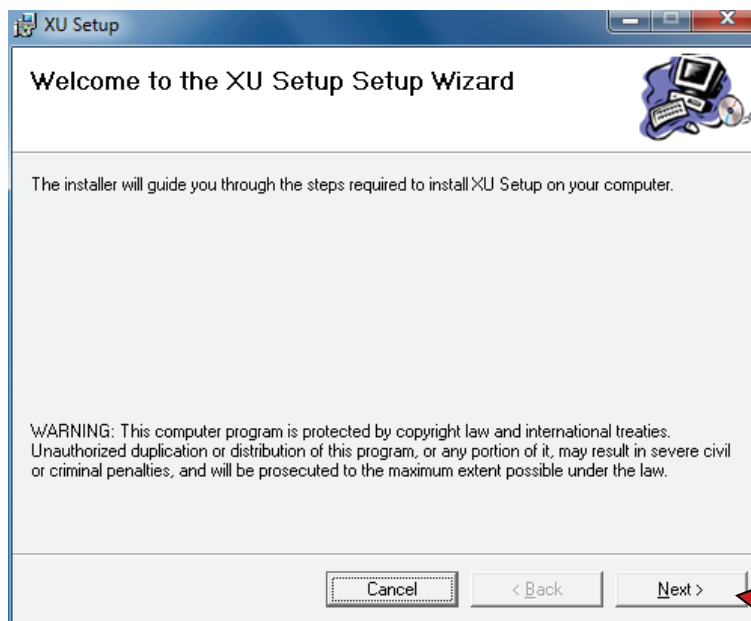 XU Setup
Welcome to the XU Setup Setup Wizard
The installer will guide you through the steps required to install XU Setup on your computer.
WARNING: This computer program is protected by copyright law and international treaties.
Unauthorized duplication or distribution of this program, or any portion of it, may result in severe civil
or criminal penalties, and will be prosecuted to the maximum extent possible under the law.
Cancel < Back Next >